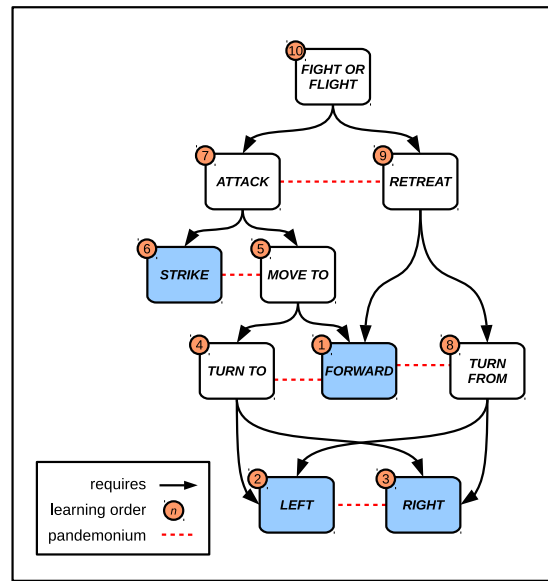 10
FIGHT OR
FLIGHT
7
ATTACK
9
RETREAT
6
STRIKE
5
MOVE TO
4
TURN TO
1
FORWARD
8
TURN
FROM
2
LEFT
3
RIGHT
requires
learning order
n
pandemonium